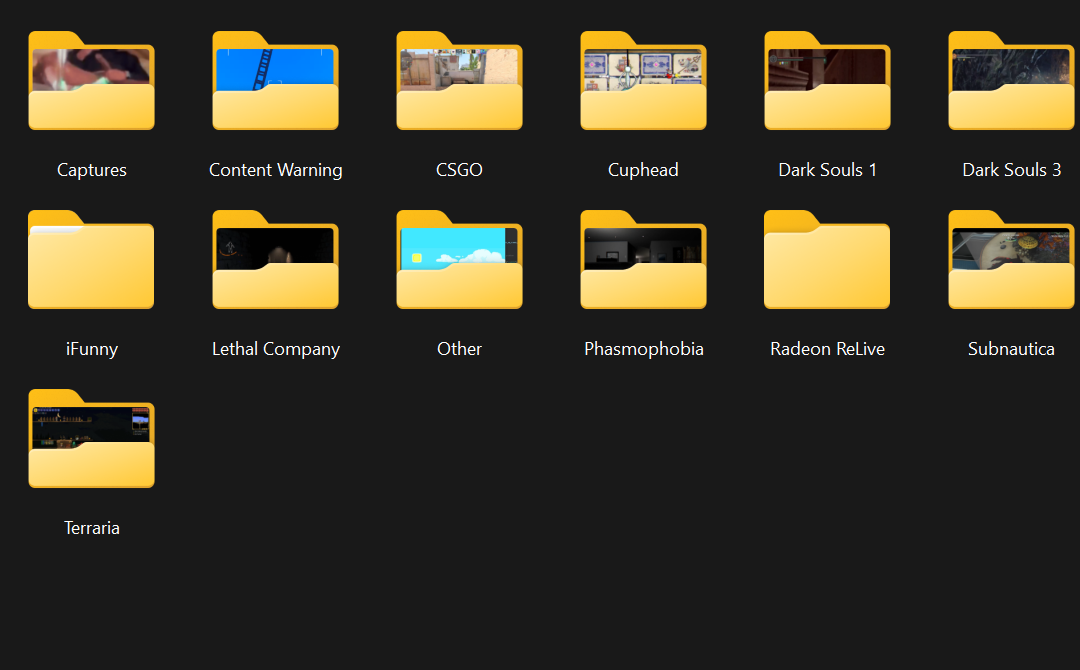 Captures
Content Warning
CSGO
Cuphead
Dark Souls 1
Dark Souls 3
iFunny
Lethal Company
Other
Phasmophobia
Radeon ReLive
Subnautica
Terraria